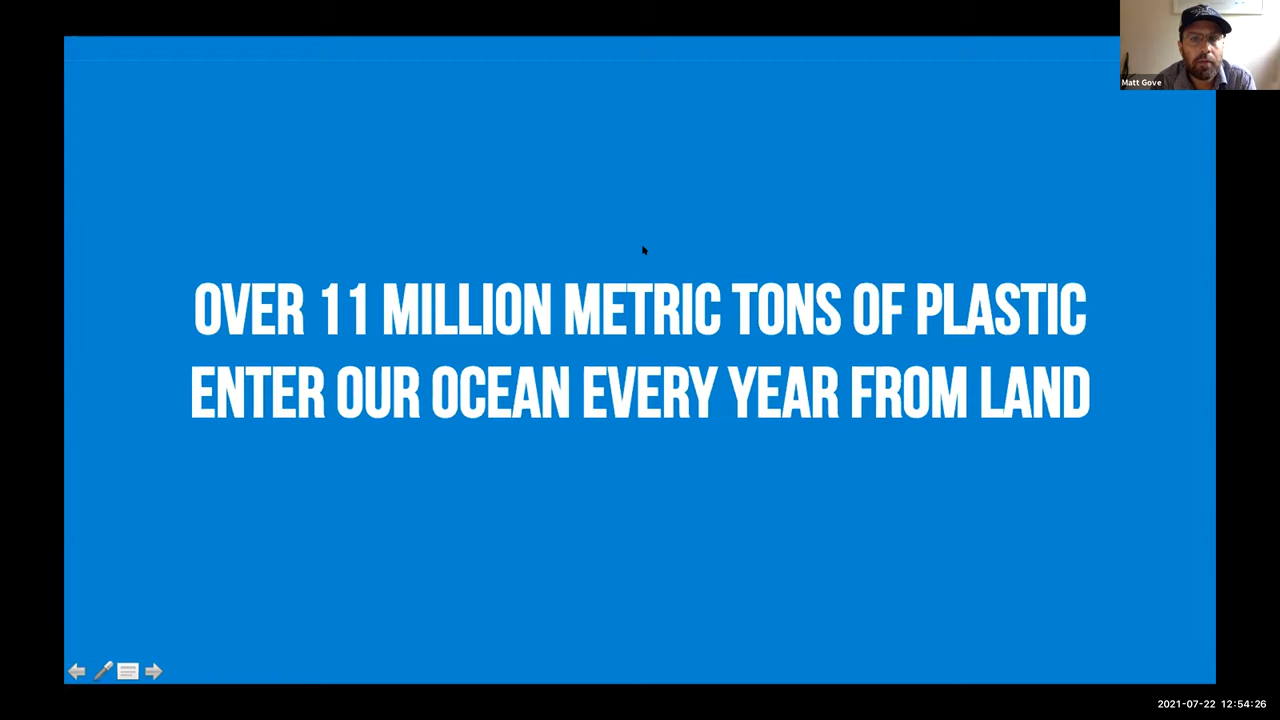 Matt Gove
OVER 11 MILLION METRIC TONS OF PLASTIC
ENTER OUR OCEAN EVERY YEAR FROM LAND
2021-07-22 12:54:26